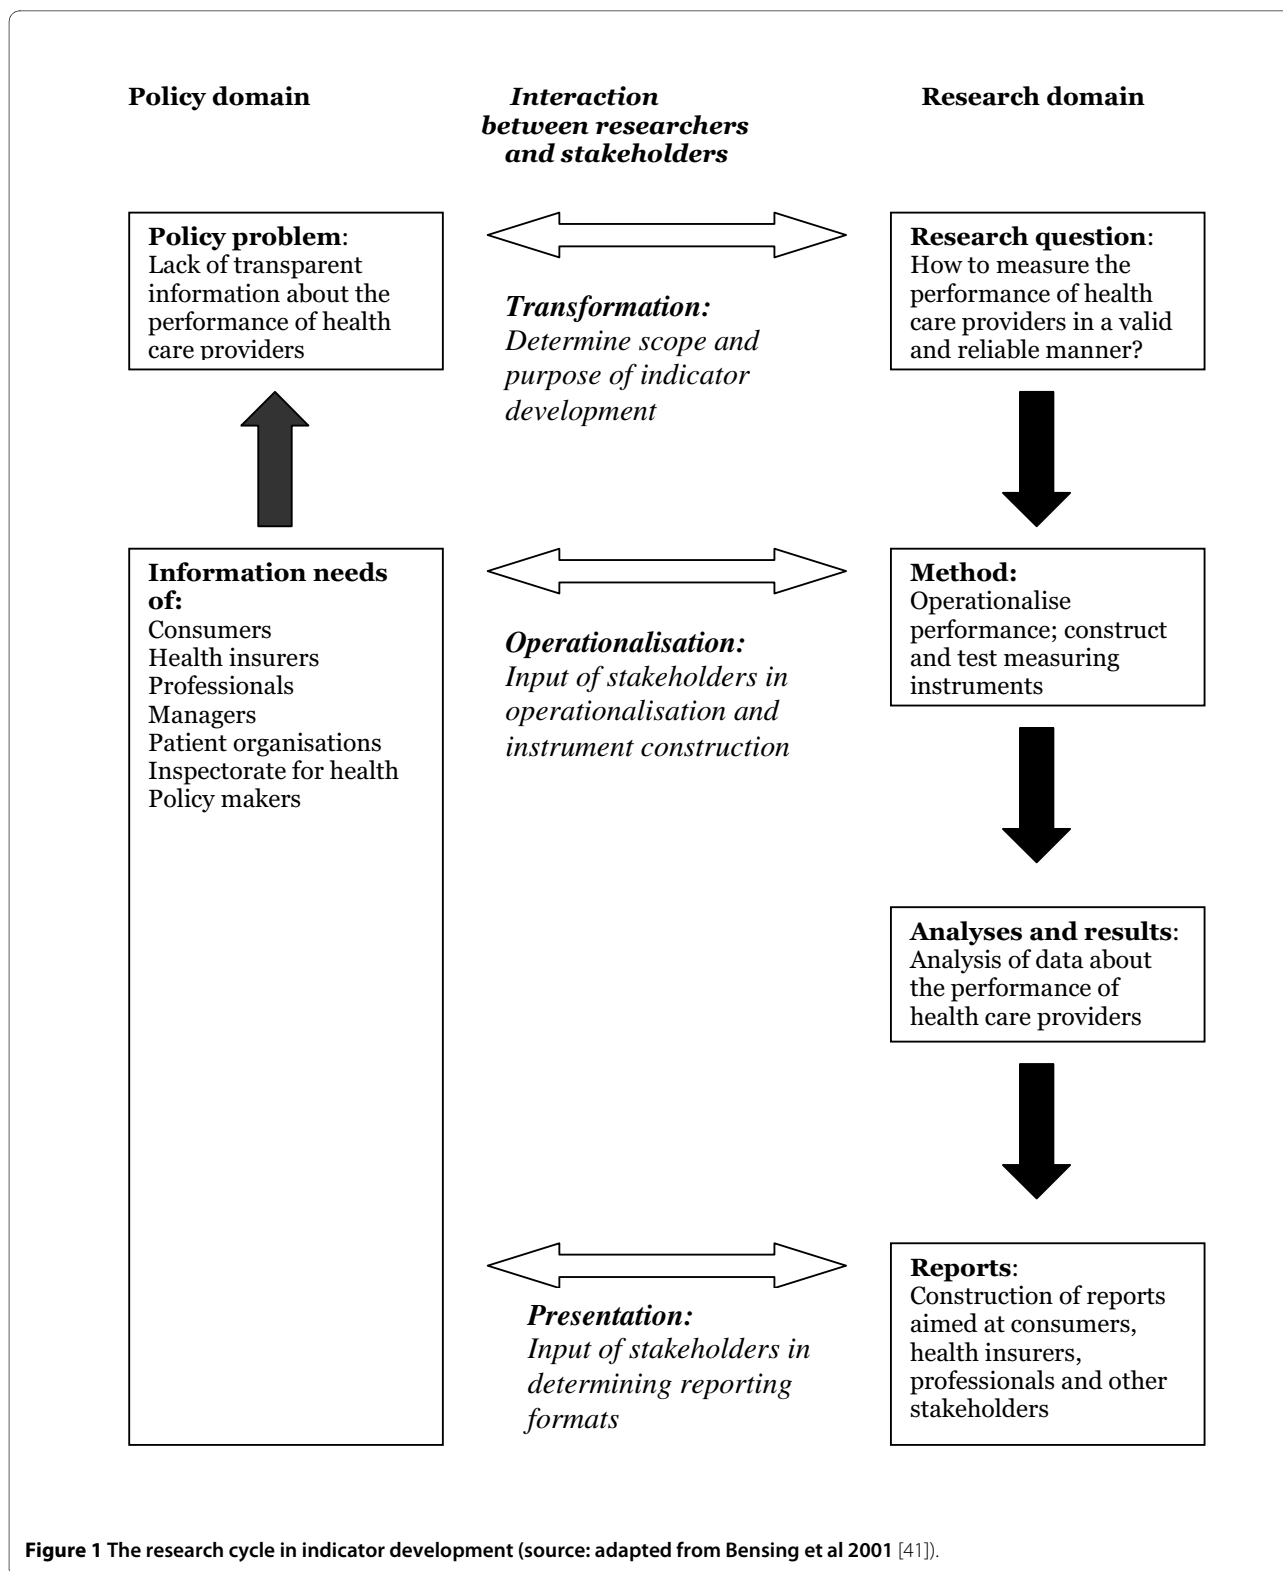 Policy domain
Interaction
between researchers
and stakeholders
Research domain
Policy problem:
Lack of transparent
information about the
performance of health
care providers
Transformation:
Determine scope and
purpose of indicator
development
Research question:
How to measure the
performance of health
care providers in a valid
and reliable manner?
Information needs
of:
Consumers
Health insurers
Professionals
Managers
Patient organisations
Inspectorate for health
Policy makers
Operationalisation:
Input of stakeholders in
operationalisation and
instrument construction
Method:
Operationalise
performance; construct
and test measuring
instruments
Analyses and results:
Analysis of data about
the performance of
health care providers
Presentation:
Input of stakeholders in
determining reporting
formats
Reports:
Construction of reports
aimed at consumers,
health insurers,
professionals and other
stakeholders
Figure 1 The research cycle in indicator development (source: adapted from Bensing et al 2001 [41]).